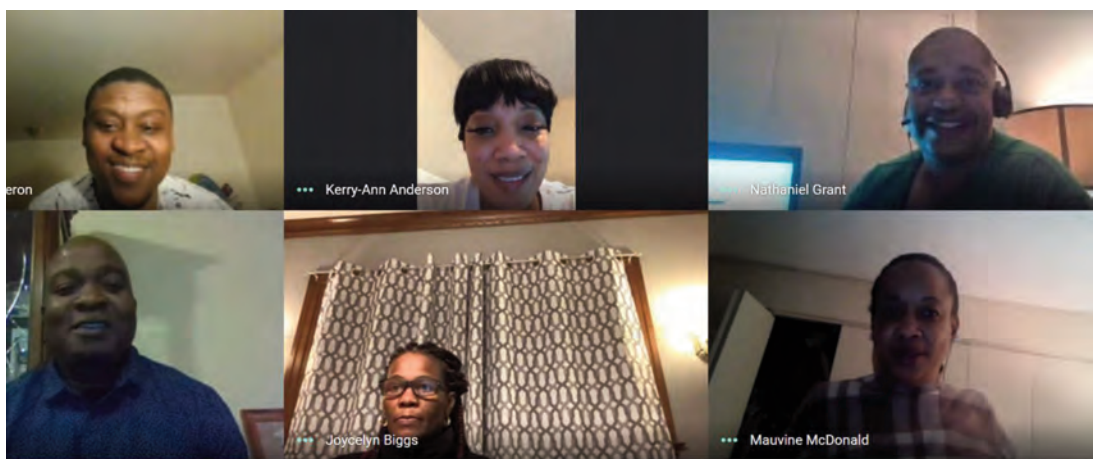 eron
Kerry-Ann Anderson
Nathaniel Grant
Joycelyn Biggs
Mauvine McDonald